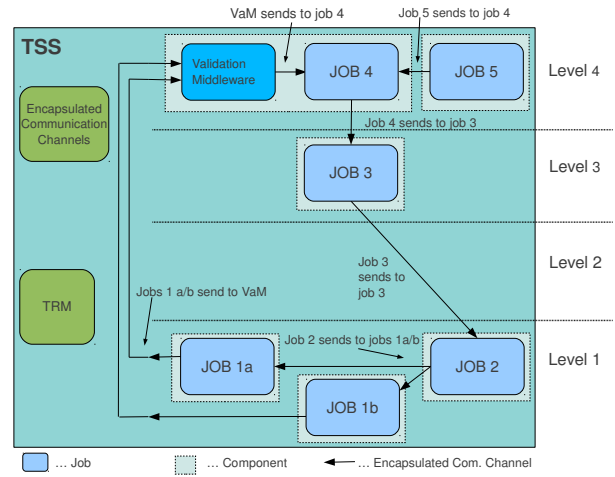 VaM sends to job 4
Job 5 sends to job 4
TSS
Validation
Middleware
JOB 4
JOB 5
Level 4
Encapsulated
Communication
Channels
Job 4 sends to job 3
JOB 3
Level 3
Job 3
sends to
job 3
Level 2
TRM
Jobs 1 a/b send to VaM
Job 2 sends to jobs 1a/b
Level 1
JOB 1a
JOB 2
JOB 1b
... Job
... Component
... Encapsulated Com. Channel